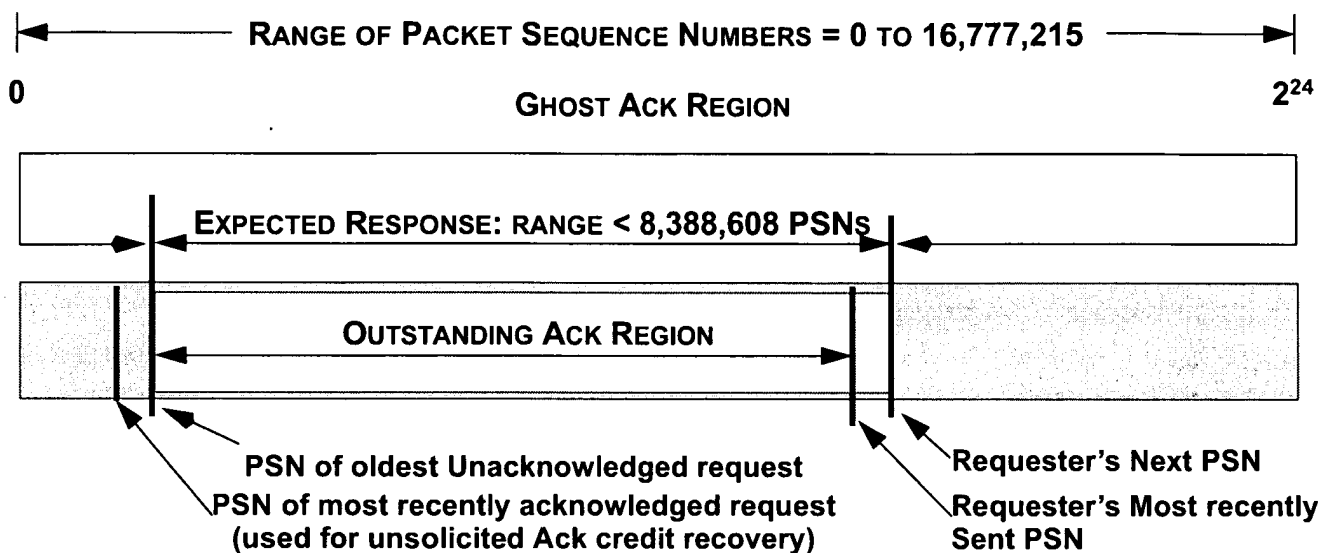 RANGE OF PACKET SEQUENCE NUMBERS = 0 TO 16,777,215
0
2²⁴
GHOST ACK REGION
EXPECTED RESPONSE: RANGE < 8,388,608 PSNS
OUTSTANDING ACK REGION
PSN of oldest Unacknowledged request
PSN of most recently acknowledged request
(used for unsolicited Ack credit recovery)
Requester's Next PSN
Requester's Most recently
Sent PSN